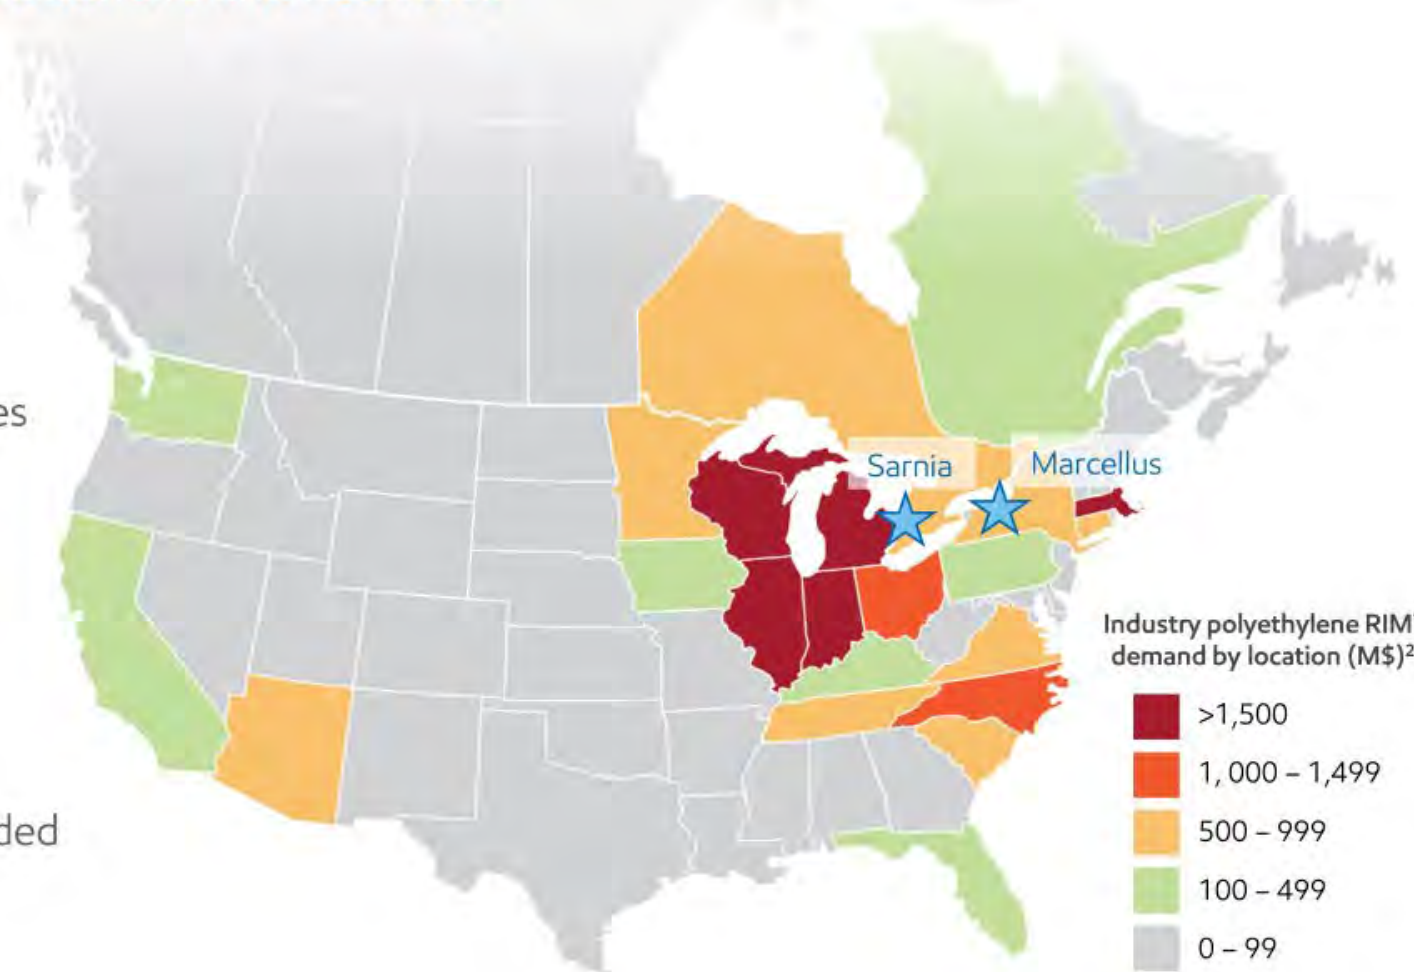 es
Sarnia
Marcellus
Industry polyethylene RIM¹
demand by location (M$)²
>1,500
1, 000 – 1,499
500 – 999
ded
100 – 499
0 – 99